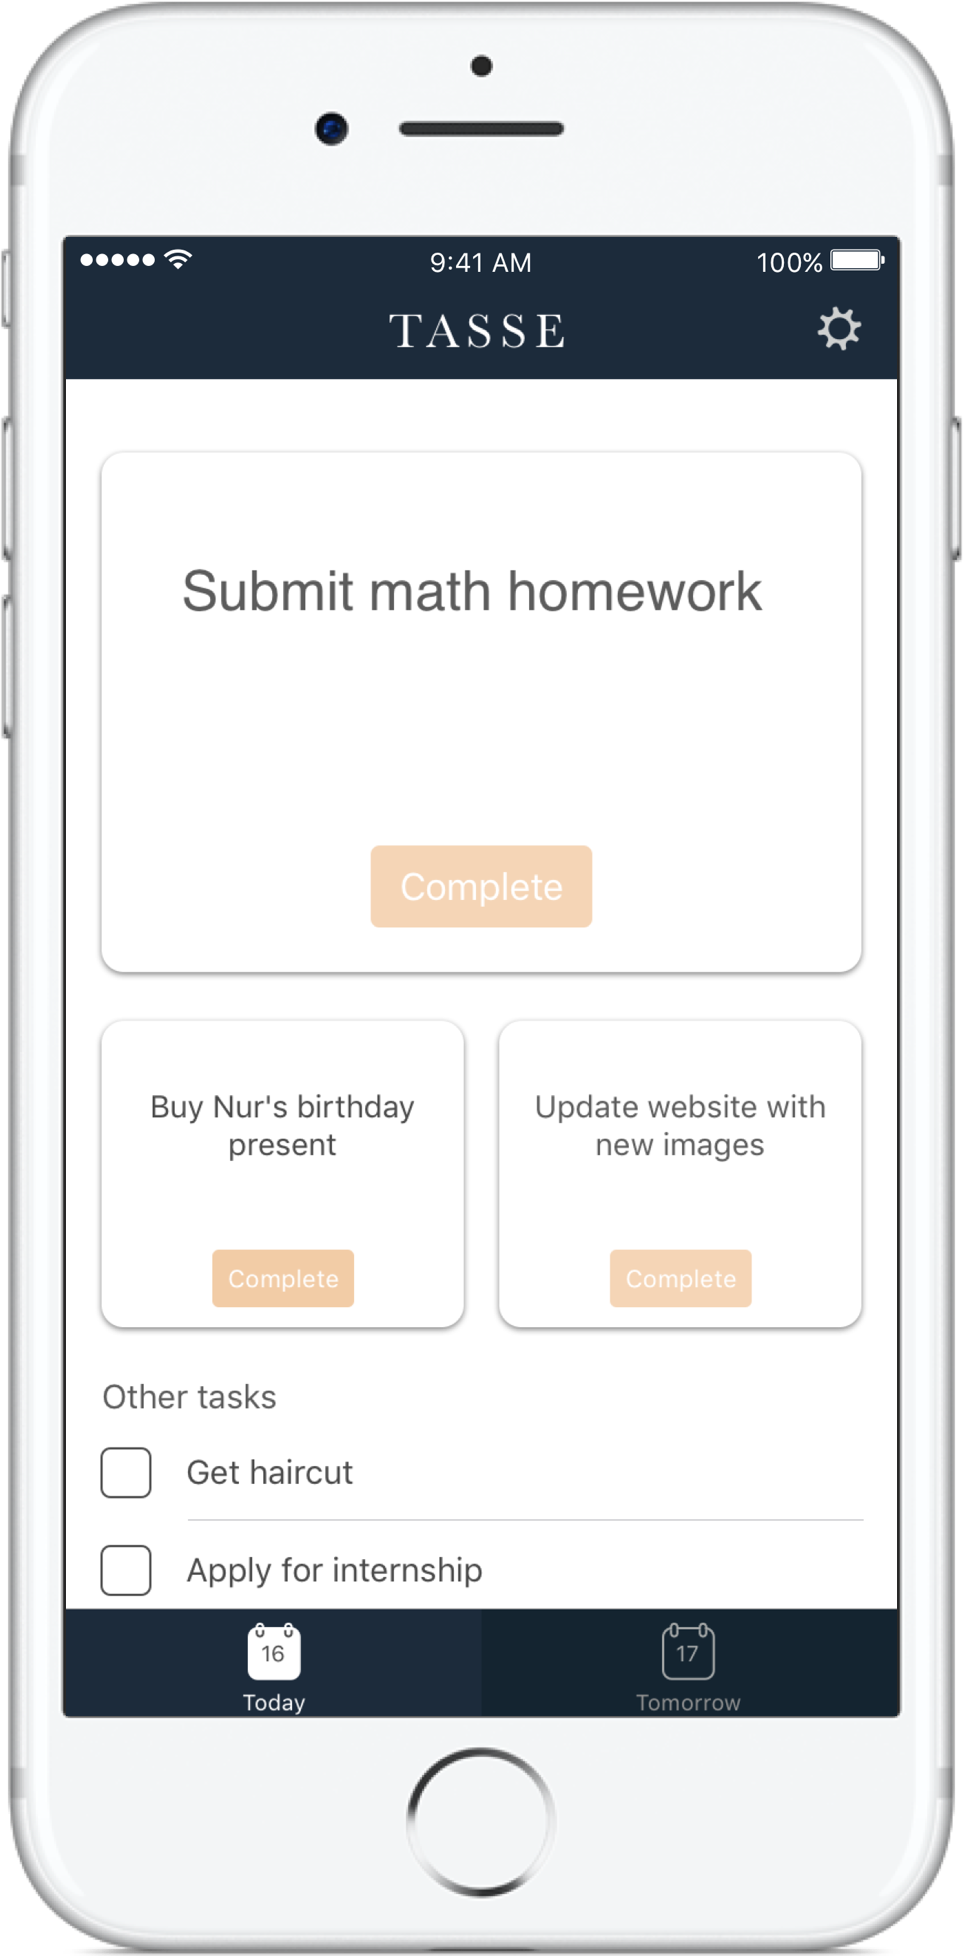 9:41 AM
100%
TASSE
Submit math homework
Complete
Buy Nur's birthday
present
Complete
Update website with
new images
Complete
Other tasks
Get haircut
Apply for internship
16
Today
17
Tomorrow